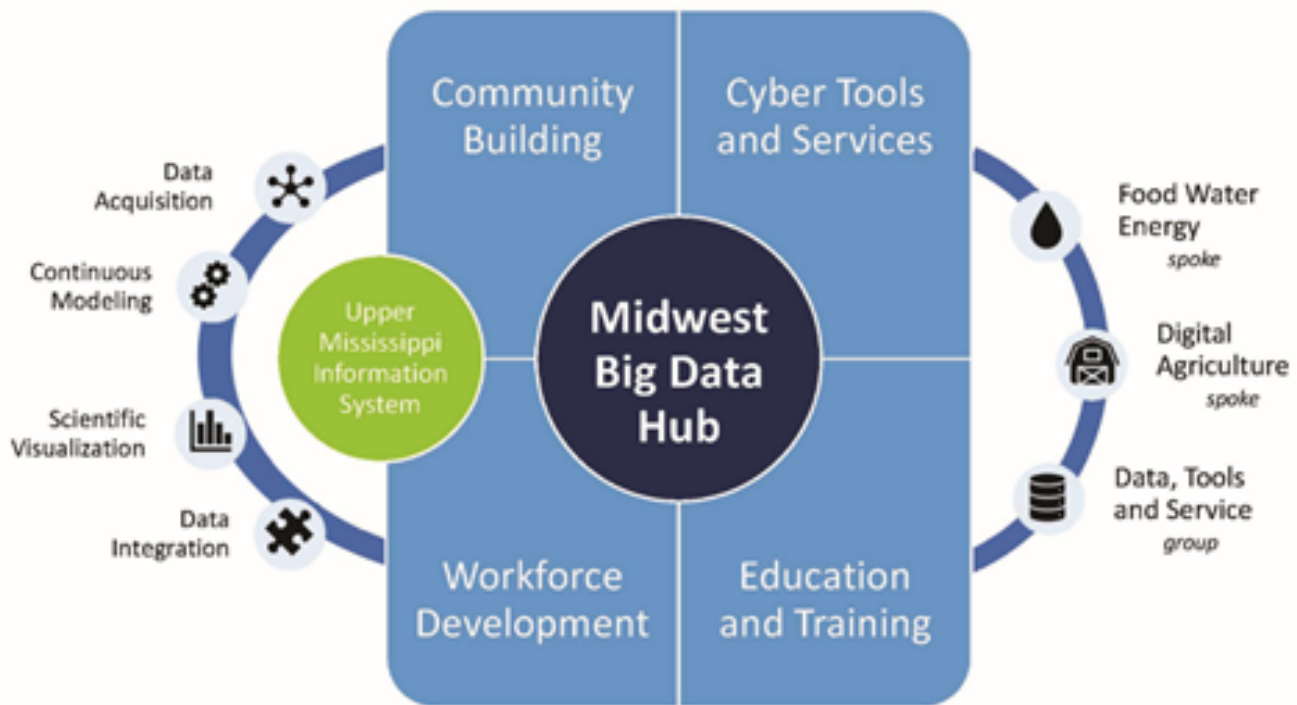 Community
Building
Cyber Tools
and Services
Data
Acquisition
Continuous
Modeling
Scientific
Visualization
Data
Integration
Upper
Mississippi
Information
System
Midwest
Big Data
Hub
Food Water
Energy
spoke
Digital
Agriculture
spoke
Data, Tools
and Service
group
Workforce
Development
Education
and Training